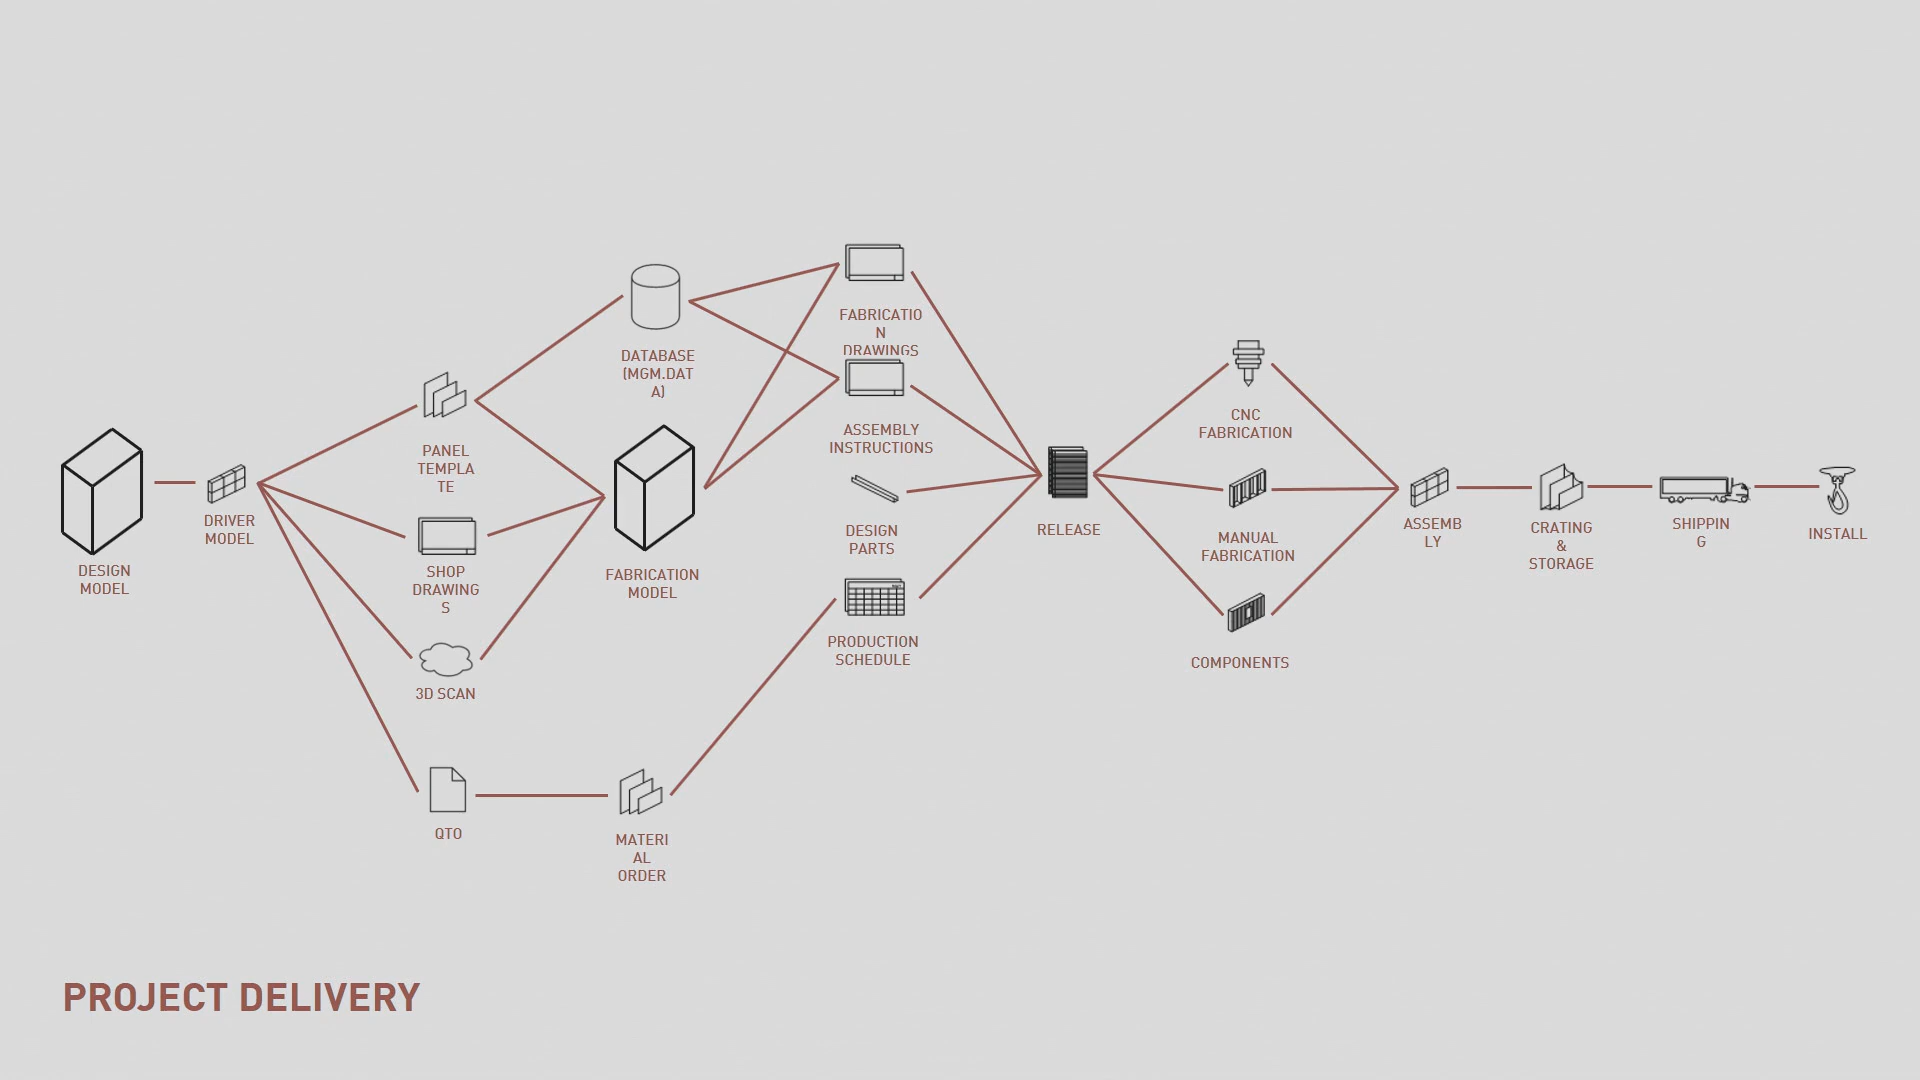 DESIGN
MODEL
DRIVER
MODEL
PANEL
TEMPLA
TE
SHOP
DRAWING
S
3D SCAN
QTO
DATABASE
(MGM.DAT
A)
FABRICATION
MODEL
MATERI
AL
ORDER
FABRICATIO
N
DRAWINGS
ASSEMBLY
INSTRUCTIONS
DESIGN
PARTS
PRODUCTION
SCHEDULE
RELEASE
CNC
FABRICATION
MANUAL
FABRICATION
COMPONENTS
ASSEMB
LY
CRATING
&
STORAGE
SHIPPIN
G
INSTALL
PROJECT DELIVERY